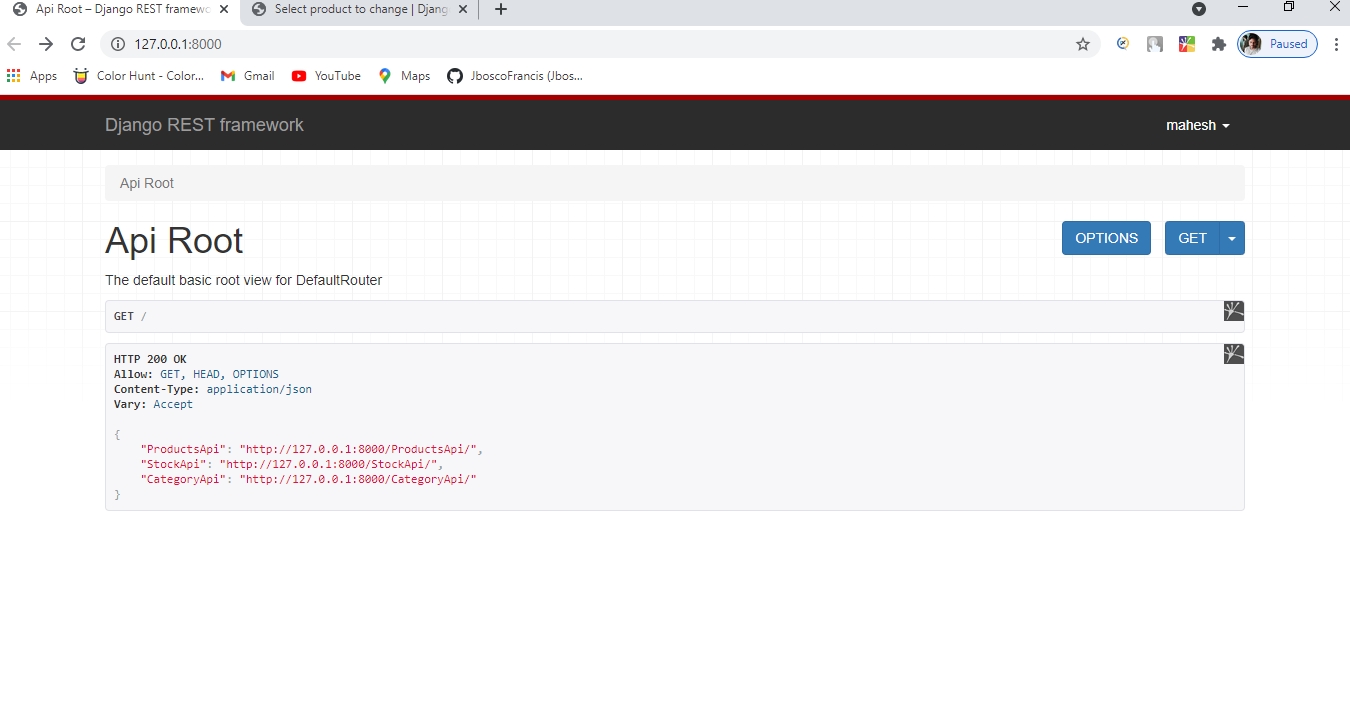 Api Root – Django REST framewo
Select product to change | Djang
127.0.0.1:8000
Paused
Apps
Color Hunt - Color...
Gmail
YouTube
Maps
JboscoFrancis (Jbos...
Django REST framework
mahesh
Api Root
Api Root
OPTIONS
GET
The default basic root view for DefaultRouter
GET /
HTTP 200 OK
Allow: GET, HEAD, OPTIONS
Content-Type: application/json
Vary: Accept
{
"ProductsApi": "http://127.0.0.1:8000/ProductsApi/",
"StockApi": "http://127.0.0.1:8000/StockApi/",
"CategoryApi": "http://127.0.0.1:8000/CategoryApi/"
}